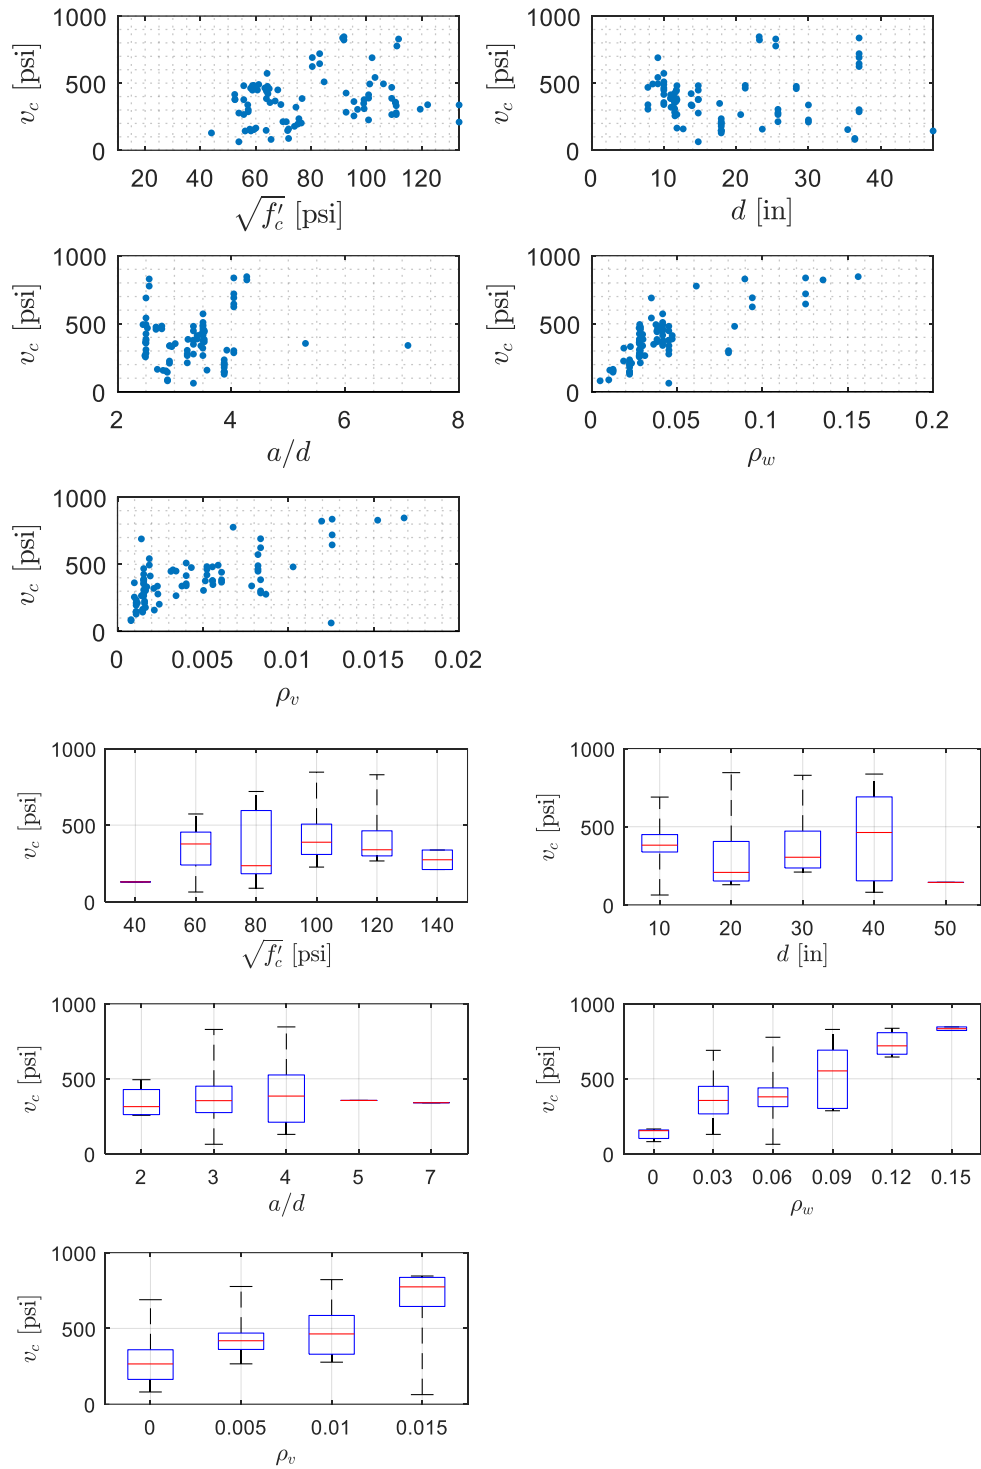 1000
500
0
v_c [psi]
20 40 60 80 100 120
√f′_c [psi]
1000
500
0
v_c [psi]
0 10 20 30 40
d [in]
1000
500
0
v_c [psi]
2 4 6 8
a/d
1000
500
0
v_c [psi]
0 0.05 0.1 0.15 0.2
ρ_w
1000
500
0
v_c [psi]
0 0.005 0.01 0.015 0.02
ρ_v
1000
500
0
v_c [psi]
40 60 80 100 120 140
√f′_c [psi]
1000
500
0
v_c [psi]
10 20 30 40 50
d [in]
1000
500
0
v_c [psi]
2 3 4 5 7
a/d
1000
500
0
v_c [psi]
0 0.03 0.06 0.09 0.12 0.15
ρ_w
1000
500
0
v_c [psi]
0 0.005 0.01 0.015
ρ_v